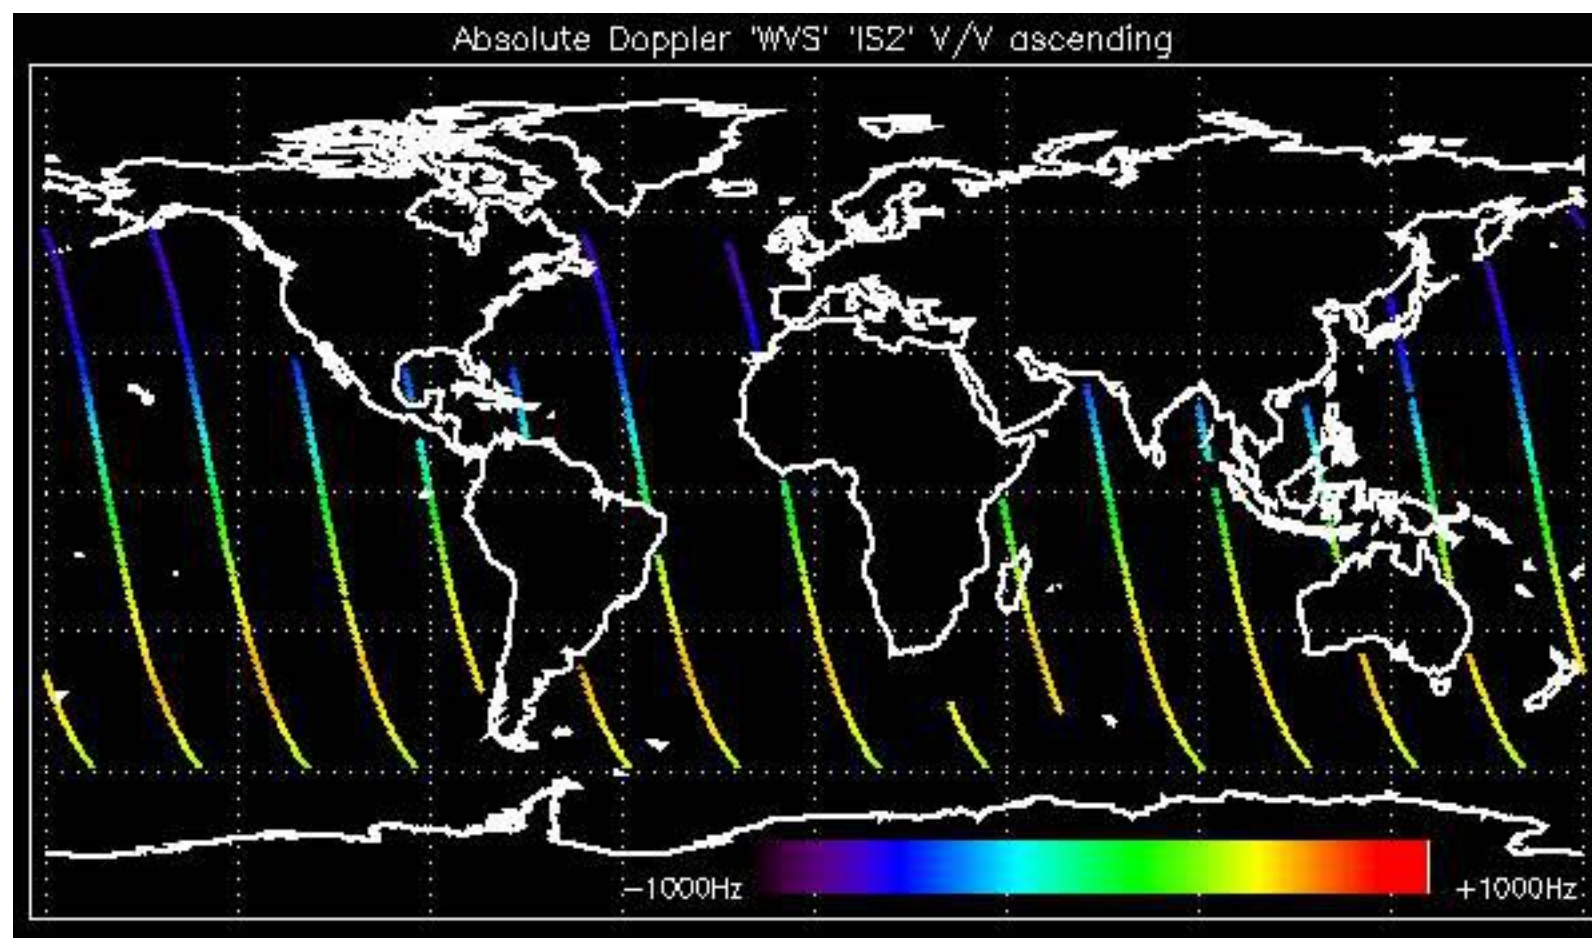 Absolute Doppler 'WVS' 'IS2' V/V ascending
-1000Hz +1000Hz